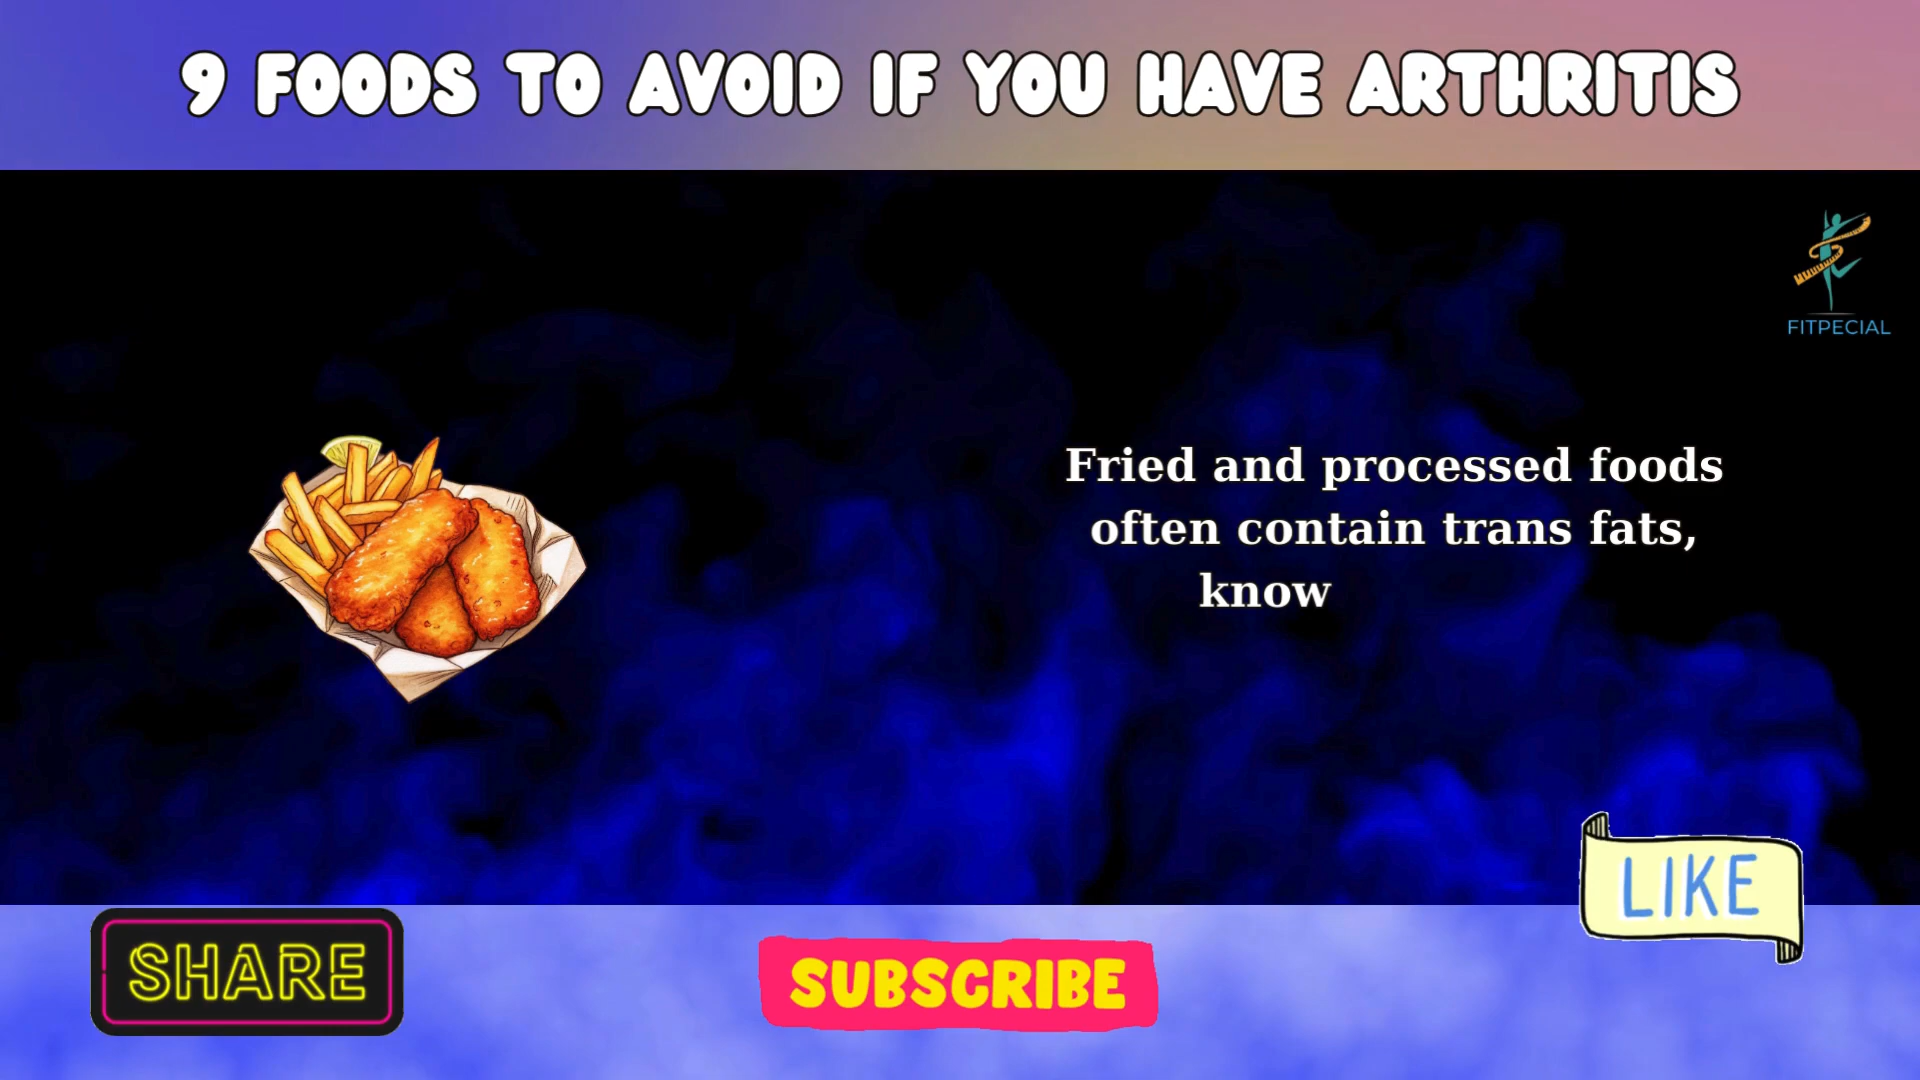 9 FOODS TO AVOID IF YOU HAVE ARTHRITIS
FITPECIAL
Fried and processed foods
often contain trans fats,
know
LIKE
SHARE
SUBSCRIBE